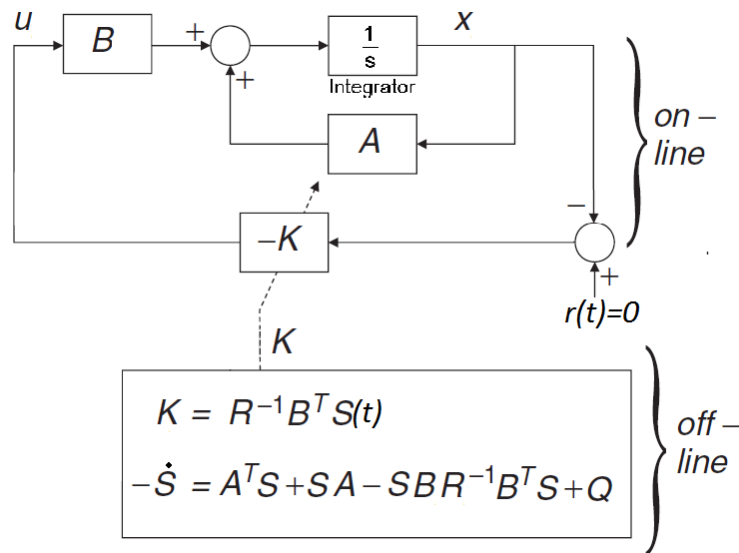 u
B
+
+
1
s
Integrator
x
A
on –
line
–
–K
+
r(t)=0
K
K = R⁻¹BᵀS(t)
–Ṡ = AᵀS+SA–SBR⁻¹BᵀS+Q
off –
line